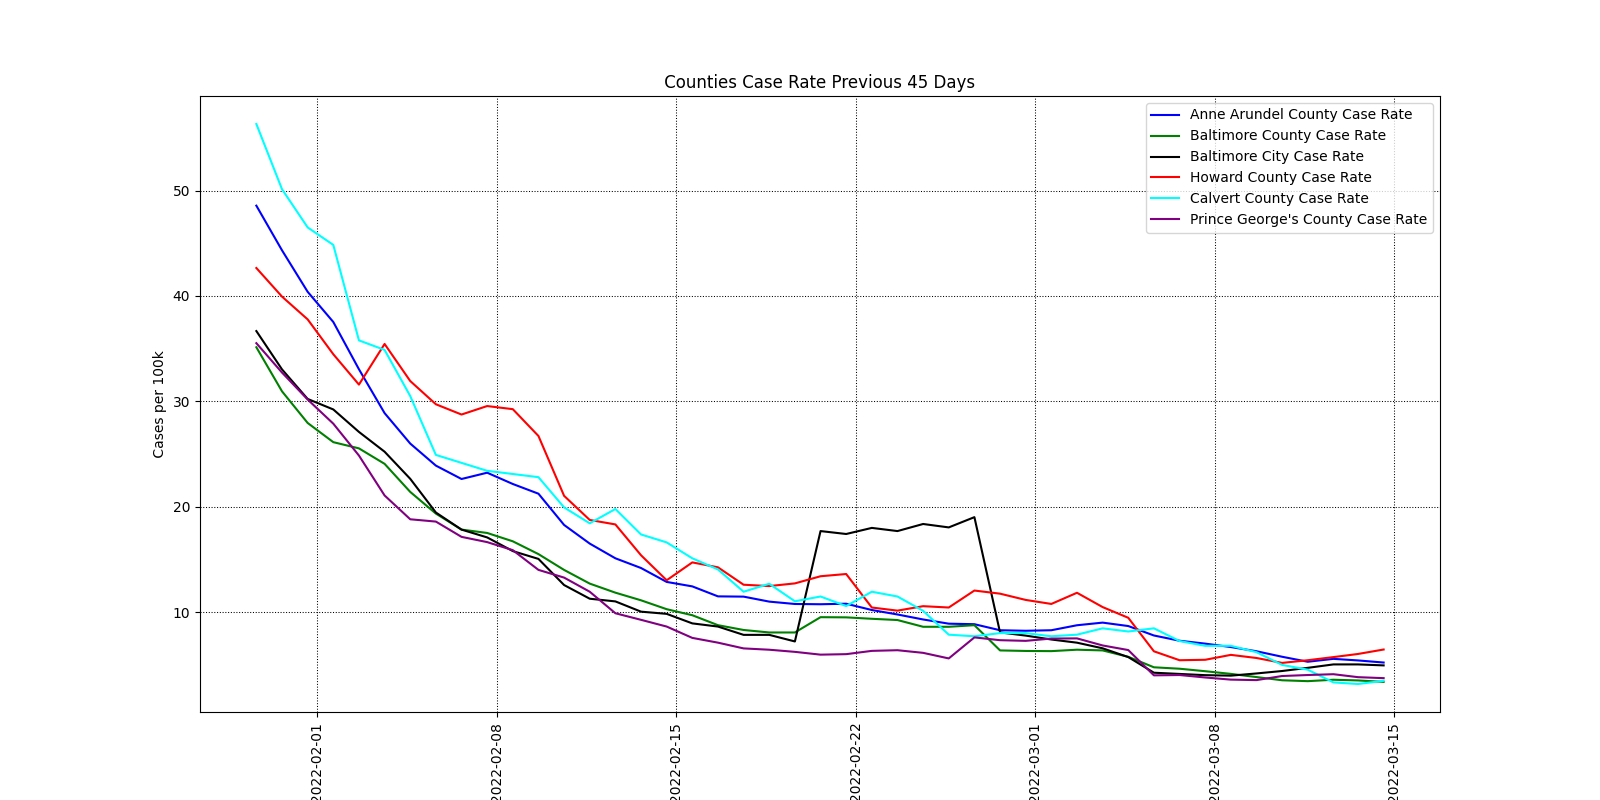 Counties Case Rate Previous 45 Days
Anne Arundel County Case Rate
Baltimore County Case Rate
Baltimore City Case Rate
Howard County Case Rate
Calvert County Case Rate
Prince George's County Case Rate
Cases per 100k
50
40
30
20
10
2022-02-01
2022-02-08
2022-02-15
2022-02-22
2022-03-01
2022-03-08
2022-03-15